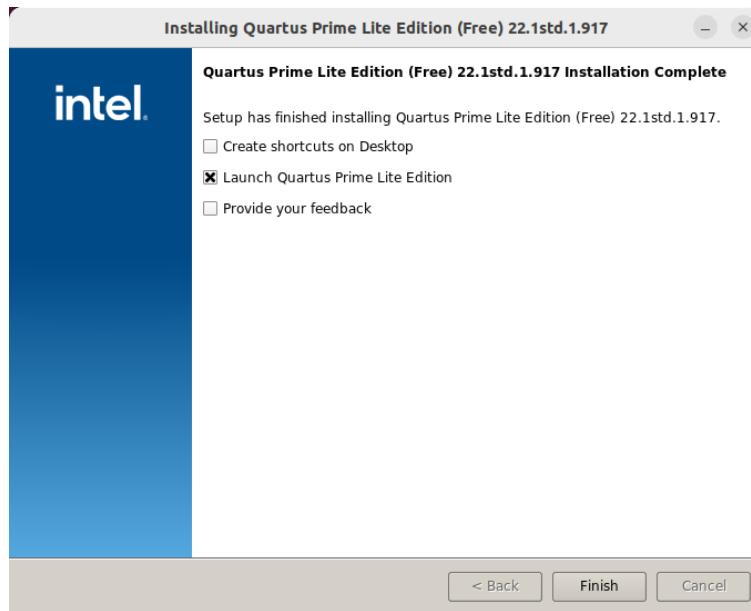 Installing Quartus Prime Lite Edition (Free) 22.1std.1.917
intel.
Quartus Prime Lite Edition (Free) 22.1std.1.917 Installation Complete
Setup has finished installing Quartus Prime Lite Edition (Free) 22.1std.1.917.
Create shortcuts on Desktop
Launch Quartus Prime Lite Edition
Provide your feedback
< Back Finish Cancel